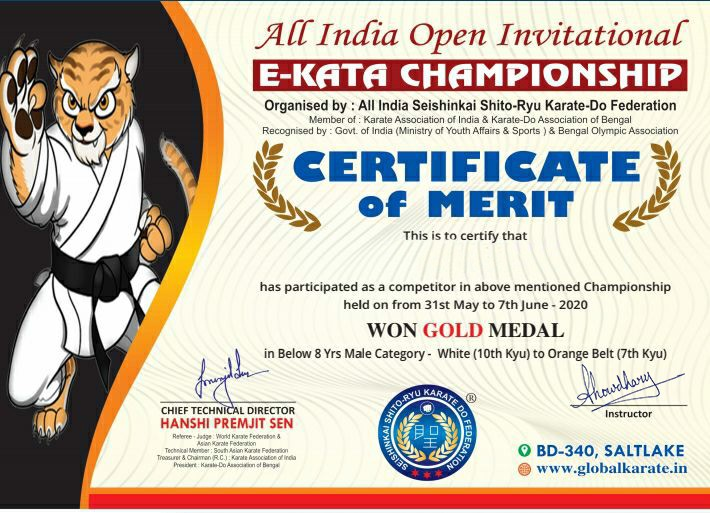 All India Open Invitational
E-KATA CHAMPIONSHIP
Organised by : All India Seishinkai Shito-Ryu Karate-Do Federation
Member of : Karate Association of India & Karate-Do Association of Bengal
Recognised by : Govt. of India (Ministry of Youth Affairs & Sports ) & Bengal Olympic Association
CERTIFICATE
of MERIT
This is to certify that
has participated as a competitor in above mentioned Championship
held on from 31st May to 7th June - 2020
WON GOLD MEDAL
in Below 8 Yrs Male Category - White (10th Kyu) to Orange Belt (7th Kyu)
CHIEF TECHNICAL DIRECTOR
HANSHI PREMJIT SEN
Referee - Judge : World Karate Federation &
Asian Karate Federation
Technical Member : South Asian Karate Federation
Treasurer & Chairman (R.C.) : Karate Association of India
President : Karate-Do Association of Bengal
SEISHINKAI SHITO-RYU KARATE DO FEDERATION
®
聖
Chowdhary
Instructor
BD-340, SALTLAKE
www.globalkarate.in